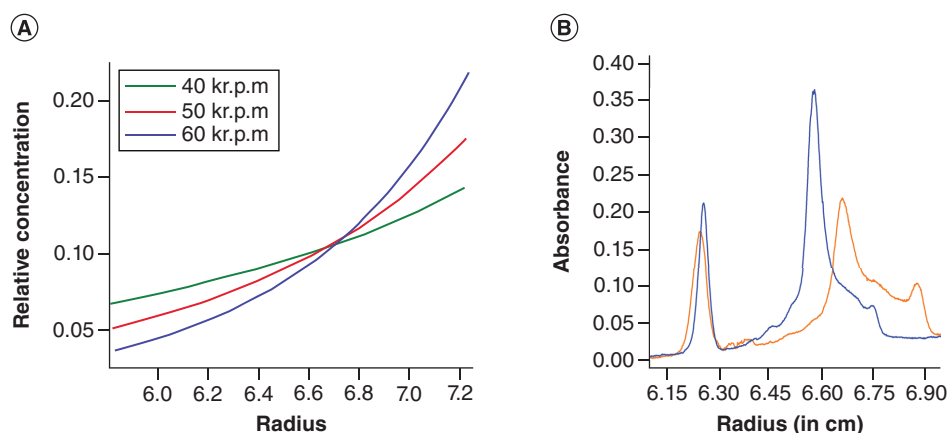 A
Relative concentration
0.20
0.15
0.10
0.05
40 kr.p.m
50 kr.p.m
60 kr.p.m
6.0 6.2 6.4 6.6 6.8 7.0 7.2
Radius
B
Absorbance
0.40
0.35
0.30
0.25
0.20
0.15
0.10
0.05
0.00
6.15 6.30 6.45 6.60 6.75 6.90
Radius (in cm)